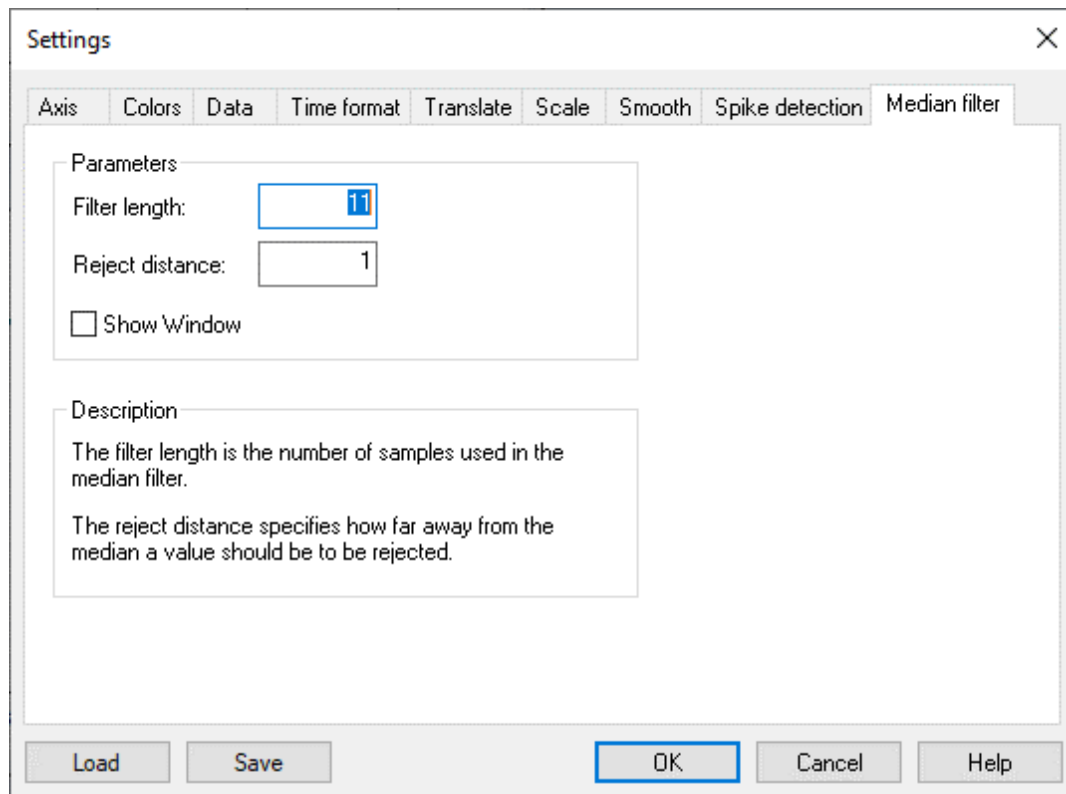 Settings
Axis Colors Data Time format Translate Scale Smooth Spike detection Median filter
Parameters
Filter length: 11
Reject distance: 1
Show Window
Description
The filter length is the number of samples used in the
median filter.
The reject distance specifies how far away from the
median a value should be to be rejected.
Load Save OK Cancel Help